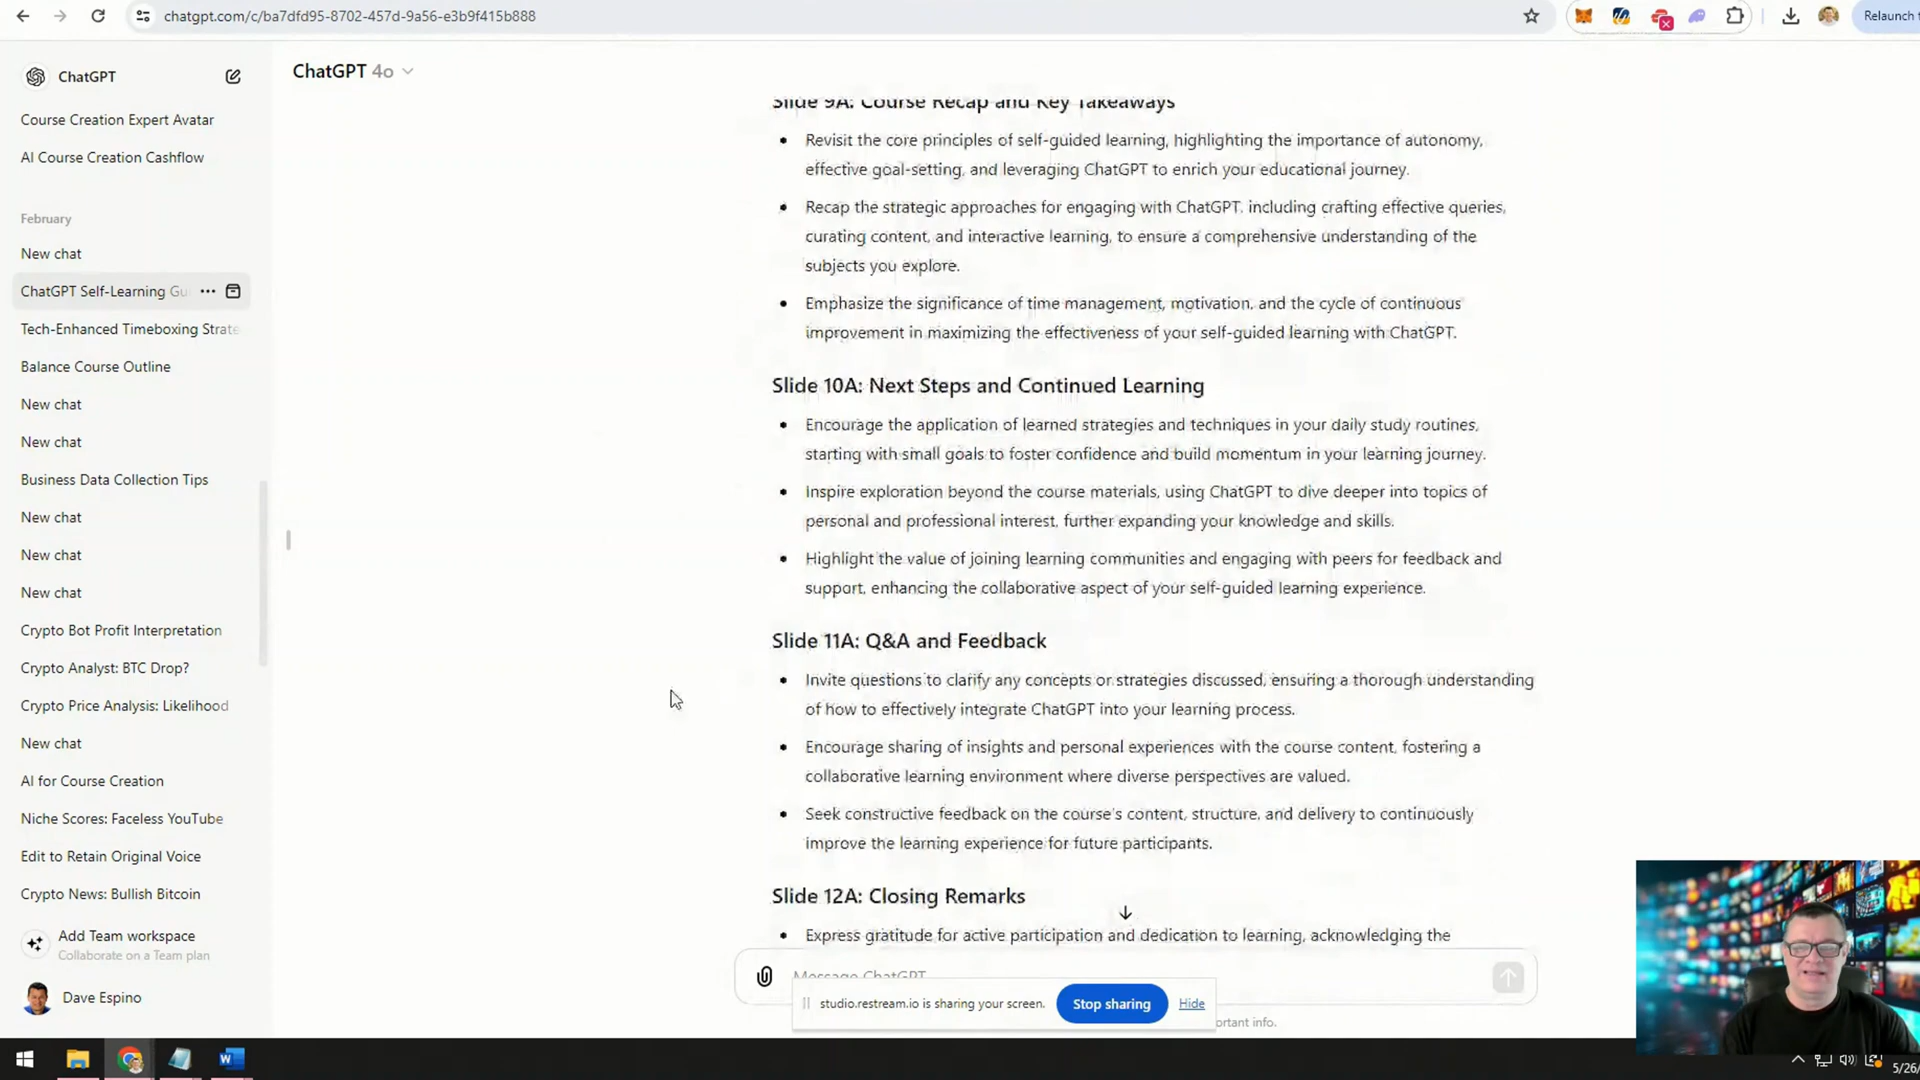 chatgpt.com/c/ba7dfd95-8702-457d-9a56-e3b9f415b888
Relaunch t
ChatGPT
ChatGPT 4o
Course Creation Expert Avatar
AI Course Creation Cashflow
February
New chat
ChatGPT Self-Learning Gu
Tech-Enhanced Timeboxing Strate
Balance Course Outline
New chat
New chat
Business Data Collection Tips
New chat
New chat
New chat
Crypto Bot Profit Interpretation
Crypto Analyst: BTC Drop?
Crypto Price Analysis: Likelihood
New chat
AI for Course Creation
Niche Scores: Faceless YouTube
Edit to Retain Original Voice
Crypto News: Bullish Bitcoin
Add Team workspace
Collaborate on a Team plan
Dave Espino
Slide 9A: Course Recap and Key Takeaways
Revisit the core principles of self-guided learning, highlighting the importance of autonomy,
effective goal-setting, and leveraging ChatGPT to enrich your educational journey.
Recap the strategic approaches for engaging with ChatGPT, including crafting effective queries,
curating content, and interactive learning, to ensure a comprehensive understanding of the
subjects you explore.
Emphasize the significance of time management, motivation, and the cycle of continuous
improvement in maximizing the effectiveness of your self-guided learning with ChatGPT.
Slide 10A: Next Steps and Continued Learning
Encourage the application of learned strategies and techniques in your daily study routines,
starting with small goals to foster confidence and build momentum in your learning journey.
Inspire exploration beyond the course materials, using ChatGPT to dive deeper into topics of
personal and professional interest, further expanding your knowledge and skills.
Highlight the value of joining learning communities and engaging with peers for feedback and
support, enhancing the collaborative aspect of your self-guided learning experience.
Slide 11A: Q&A and Feedback
Invite questions to clarify any concepts or strategies discussed, ensuring a thorough understanding
of how to effectively integrate ChatGPT into your learning process.
Encourage sharing of insights and personal experiences with the course content, fostering a
collaborative learning environment where diverse perspectives are valued.
Seek constructive feedback on the course's content, structure, and delivery to continuously
improve the learning experience for future participants.
Slide 12A: Closing Remarks
Express gratitude for active participation and dedication to learning, acknowledging the
Message ChatGPT
studio.restream.io is sharing your screen.
Stop sharing
Hide
ortant info.
5/26/